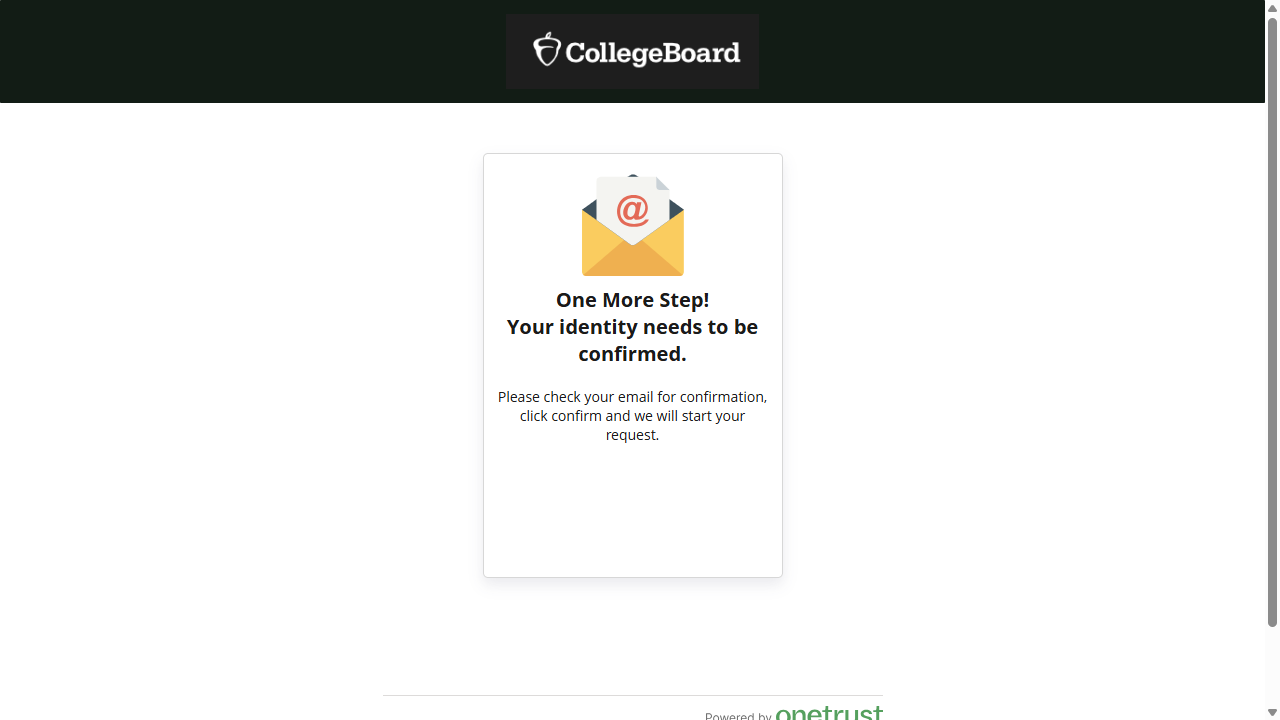 CollegeBoard
@
One More Step!
Your identity needs to be
confirmed.
Please check your email for confirmation,
click confirm and we will start your
request.
Powered by onetrust